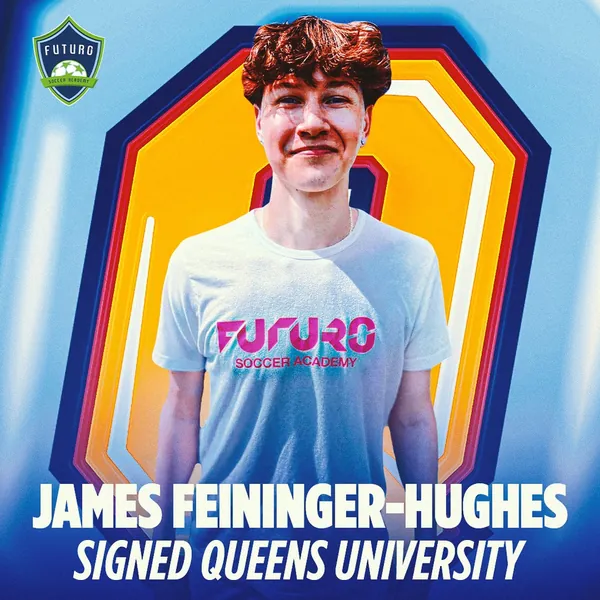 FUTURO
SOCCER ACADEMY
FUTURO
SOCCER ACADEMY
JAMES FEININGER-HUGHES
SIGNED QUEENS UNIVERSITY